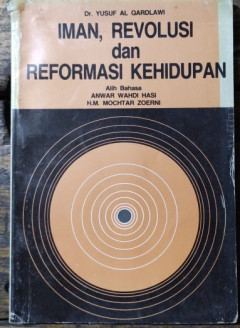 Dr. YUSUF AL QARDLAWI
IMAN, REVOLUSI
dan
REFORMASI KEHIDUPAN
Alih Bahasa
ANWAR WAHDI HASI
H.M. MOCHTAR ZOERNI